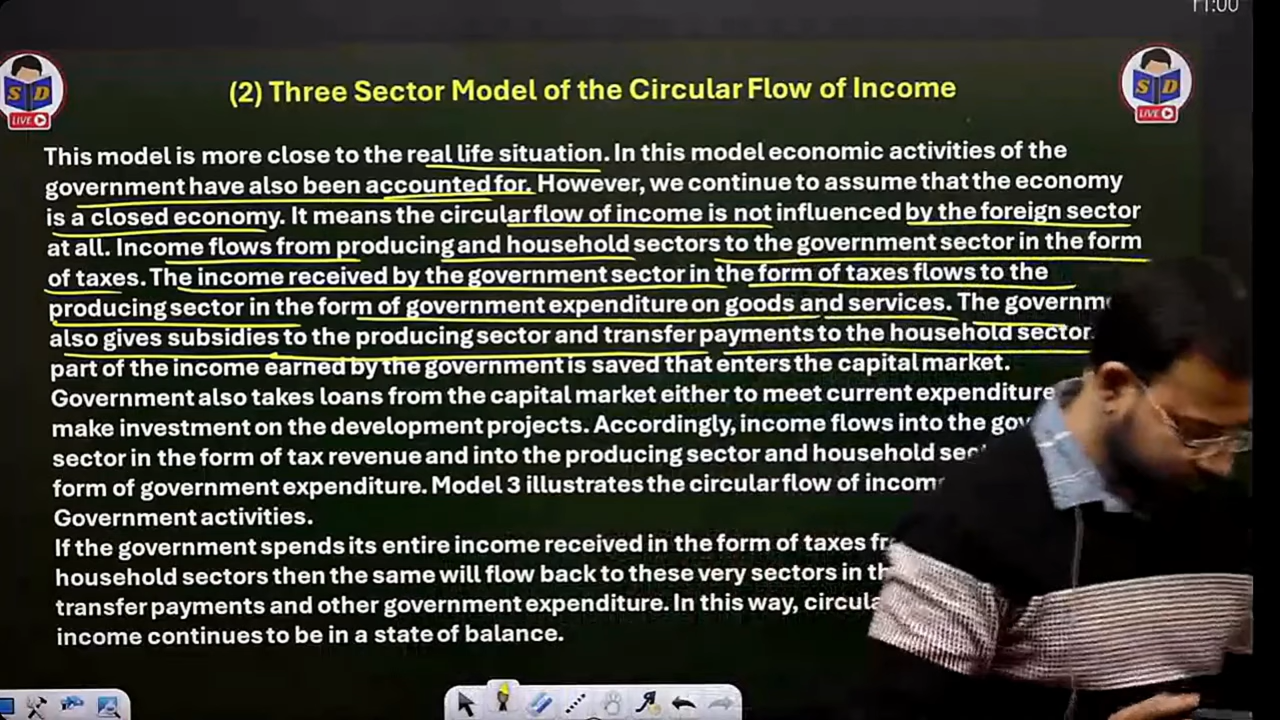 (2) Three Sector Model of the Circular Flow of Income
S D
LIVE
S D
LIVE
This model is more close to the real life situation. In this model economic activities of the
government have also been accounted for. However, we continue to assume that the economy
is a closed economy. It means the circular flow of income is not influenced by the foreign sector
at all. Income flows from producing and household sectors to the government sector in the form
of taxes. The income received by the government sector in the form of taxes flows to the
producing sector in the form of government expenditure on goods and services. The
also gives subsidies to the producing sector and transfer payments to the household sector.
part of the income earned by the government is saved that enters the capital market.
Government also takes loans from the capital market either to meet current expenditure
make investment on the development projects. Accordingly, income flows into the
sector in the form of tax revenue and into the producing sector and household
form of government expenditure. Model 3 illustrates the circular flow of
Government activities.
If the government spends its entire income received in the form of taxes
household sectors then the same will flow back to these very sectors in
transfer payments and other government expenditure. In this way,
income continues to be in a state of balance.